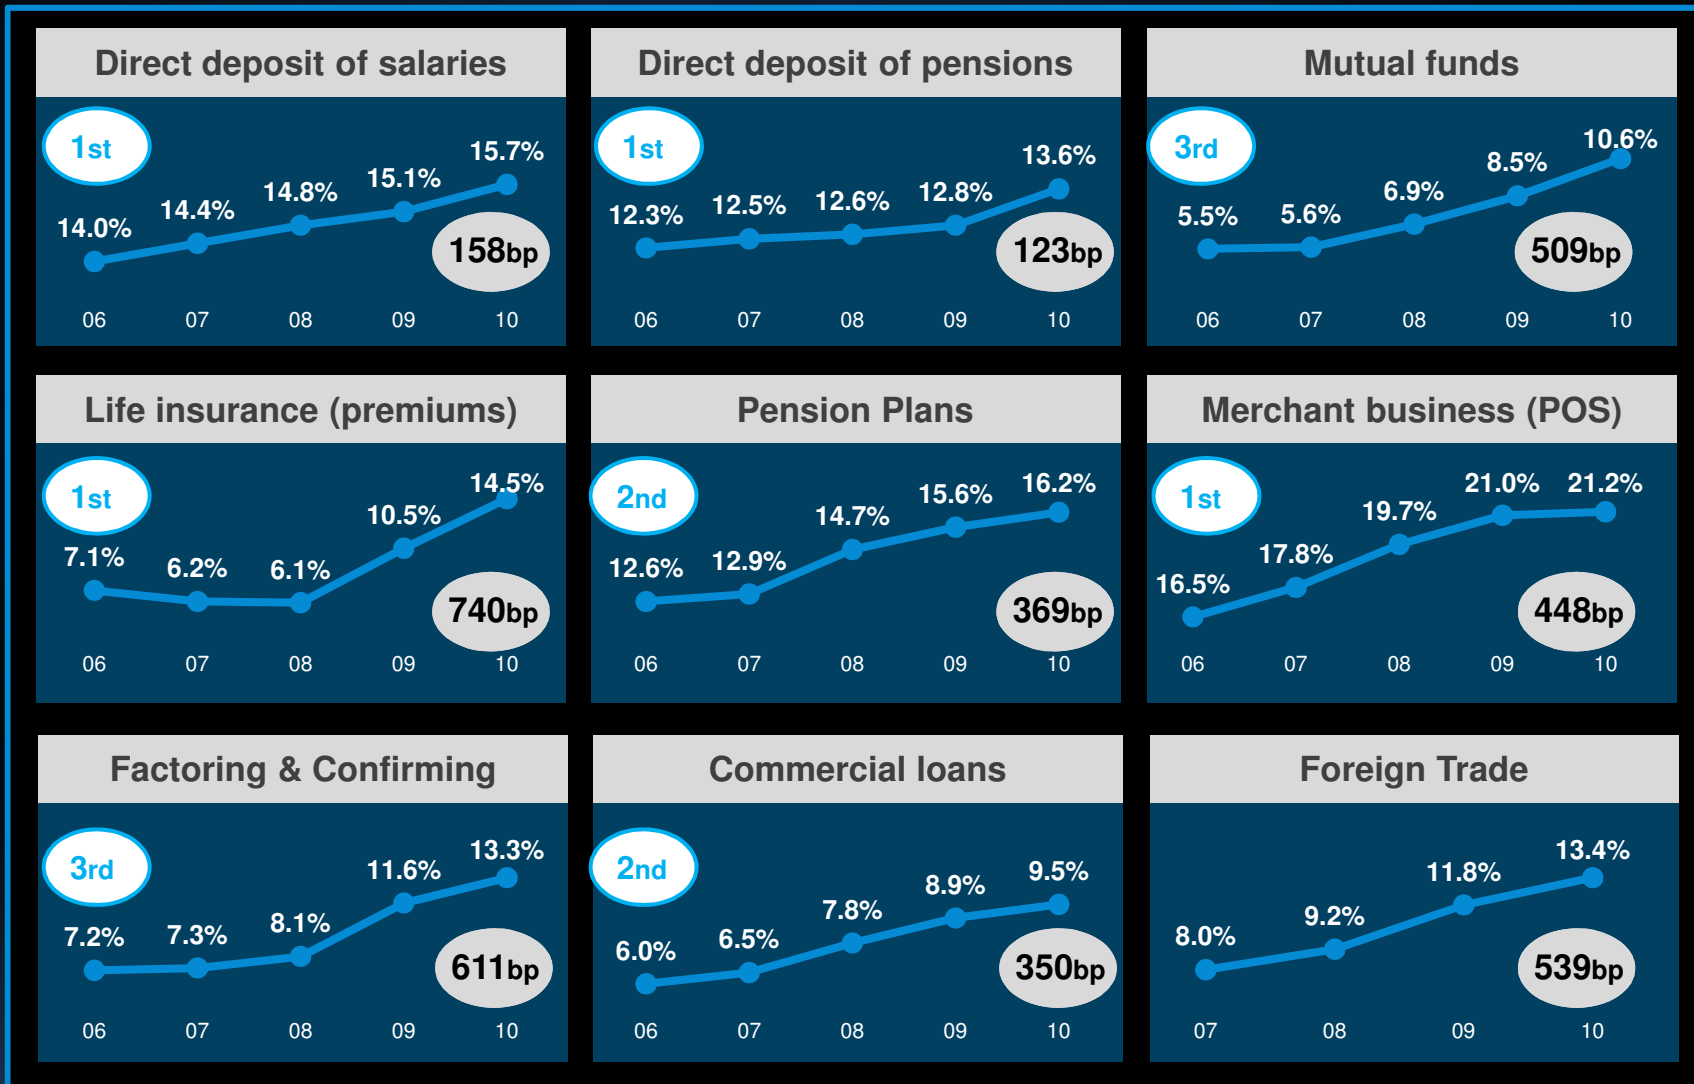 Direct deposit of salaries
1st
14.0%
14.4%
14.8%
15.1%
15.7%
158bp
06 07 08 09 10
Direct deposit of pensions
1st
12.3%
12.5%
12.6%
12.8%
13.6%
123bp
06 07 08 09 10
Mutual funds
3rd
5.5%
5.6%
6.9%
8.5%
10.6%
509bp
06 07 08 09 10
Life insurance (premiums)
1st
7.1%
6.2%
6.1%
10.5%
14.5%
740bp
06 07 08 09 10
Pension Plans
2nd
12.6%
12.9%
14.7%
15.6%
16.2%
369bp
06 07 08 09 10
Merchant business (POS)
1st
16.5%
17.8%
19.7%
21.0%
21.2%
448bp
06 07 08 09 10
Factoring & Confirming
3rd
7.2%
7.3%
8.1%
11.6%
13.3%
611bp
06 07 08 09 10
Commercial loans
2nd
6.0%
6.5%
7.8%
8.9%
9.5%
350bp
06 07 08 09 10
Foreign Trade
8.0%
9.2%
11.8%
13.4%
539bp
07 08 09 10